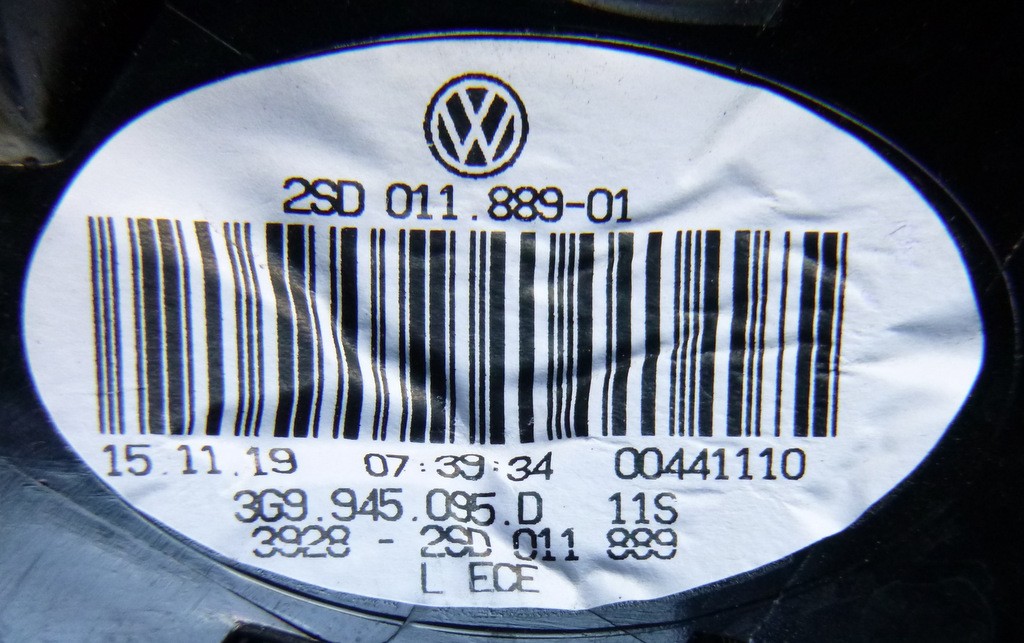 VW
2SD 011.889-01
15.11.19 07:39:34 00441110
3G9.945.095.D 11S
3928 - 2SD 011 889
L ECE